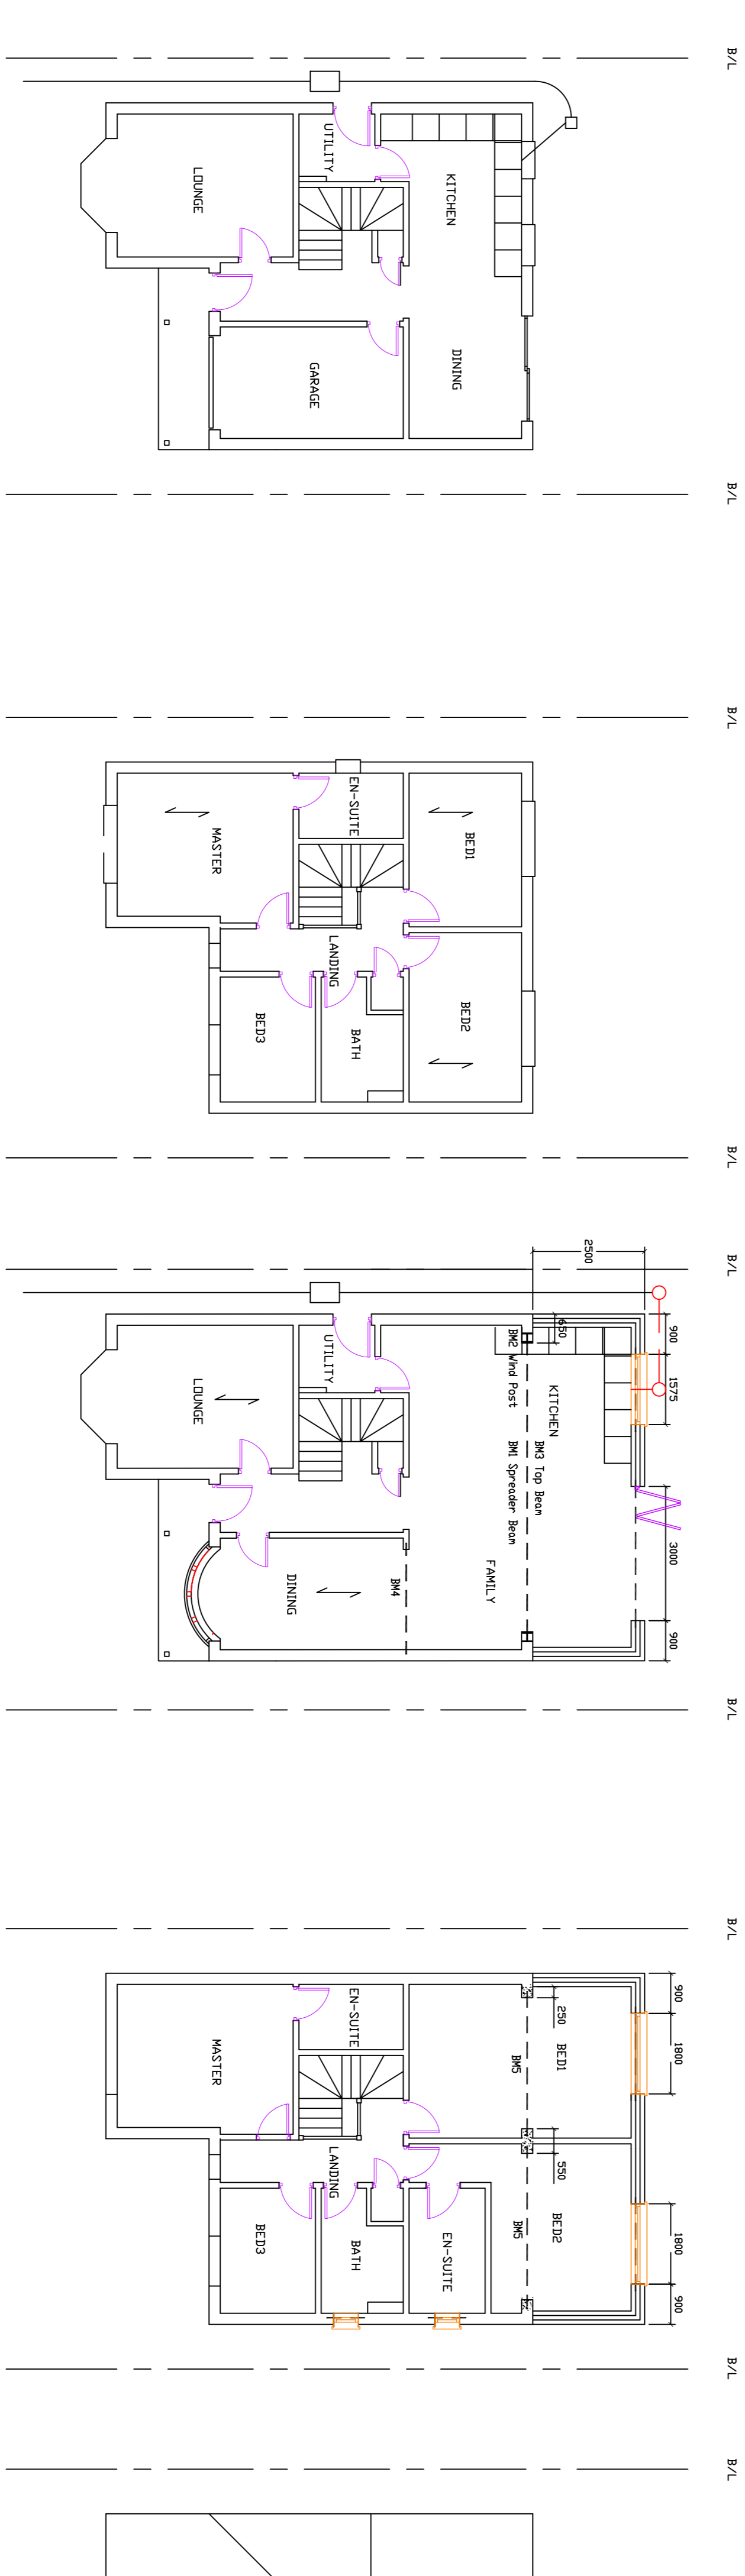 B/L
UTILITY
LOUNGE
KITCHEN
DINING
GARAGE
B/L
B/L
EN-SUITE
MASTER
BED1
LANDING
BED3
BATH
BED2
B/L
B/L
2500
650
900
1575
BM2 Wind Post
UTILITY
LOUNGE
KITCHEN
BM3 Top Beam
BM1 Spreader Beam
3000
FAMILY
BM4
DINING
900
B/L
B/L
900
250
1800
EN-SUITE
MASTER
BED1
BM5
550
LANDING
BED3
BATH
EN-SUITE
BM5
BED2
1800
900
B/L
B/L